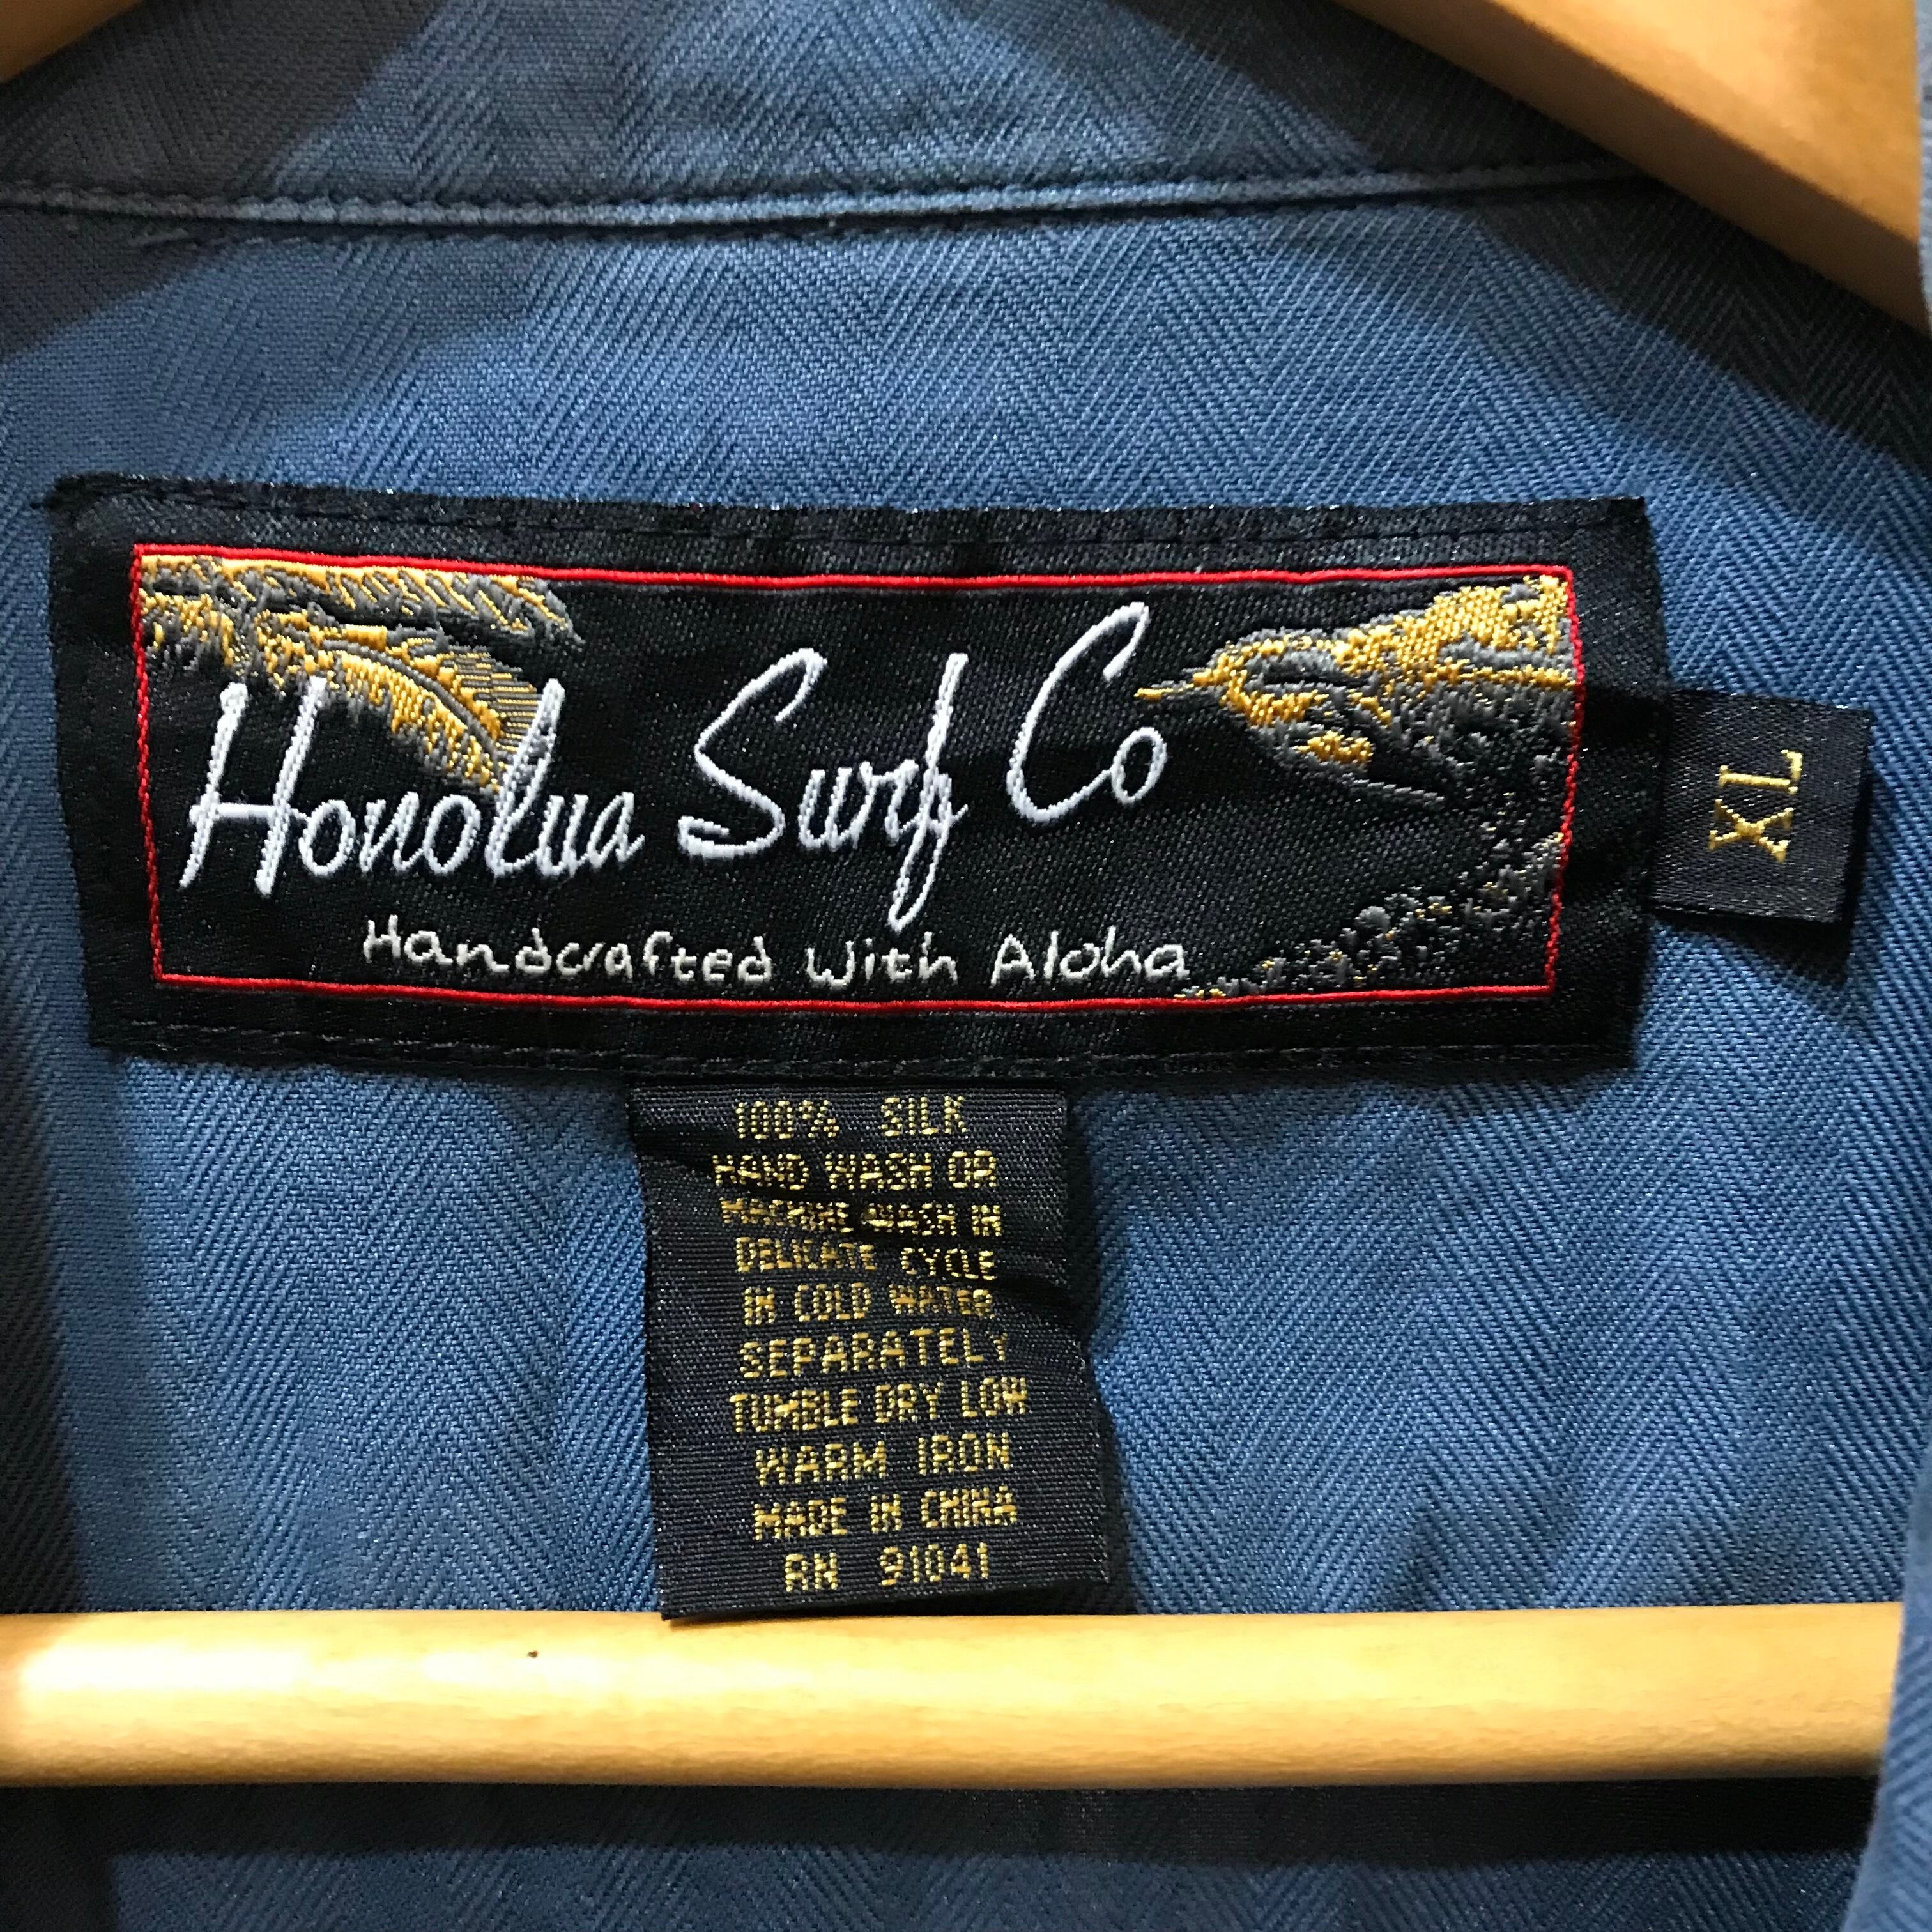 Honolua Surf Co
Handcrafted With Aloha
XL
100% SILK
HAND WASH OR
MACHINE WASH IN
DELICATE CYCLE
IN COLD WATER
SEPARATELY
TUMBLE DRY LOW
WARM IRON
MADE IN CHINA
RN 91041